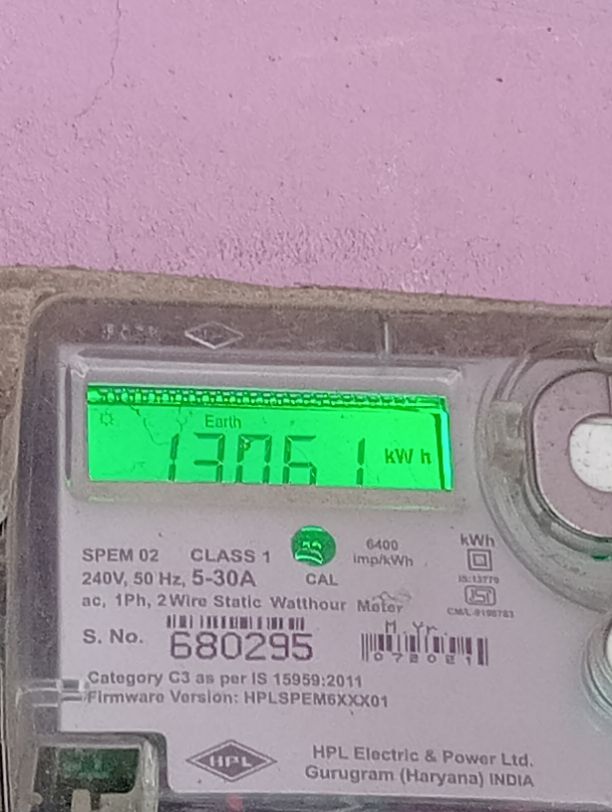 Earth
13061 kWh
SPEM 02 CLASS 1 6400 imp/kWh kWh
240V, 50 Hz, 5-30A CAL IS:13779
ac, 1Ph, 2 Wire Static Watthour Meter
M Yr.
S. No. 680295 072021
Category C3 as per IS 15959:2011
Firmware Version: HPLSPEM6XXX01
HPL
HPL Electric & Power Ltd.
Gurugram (Haryana) INDIA